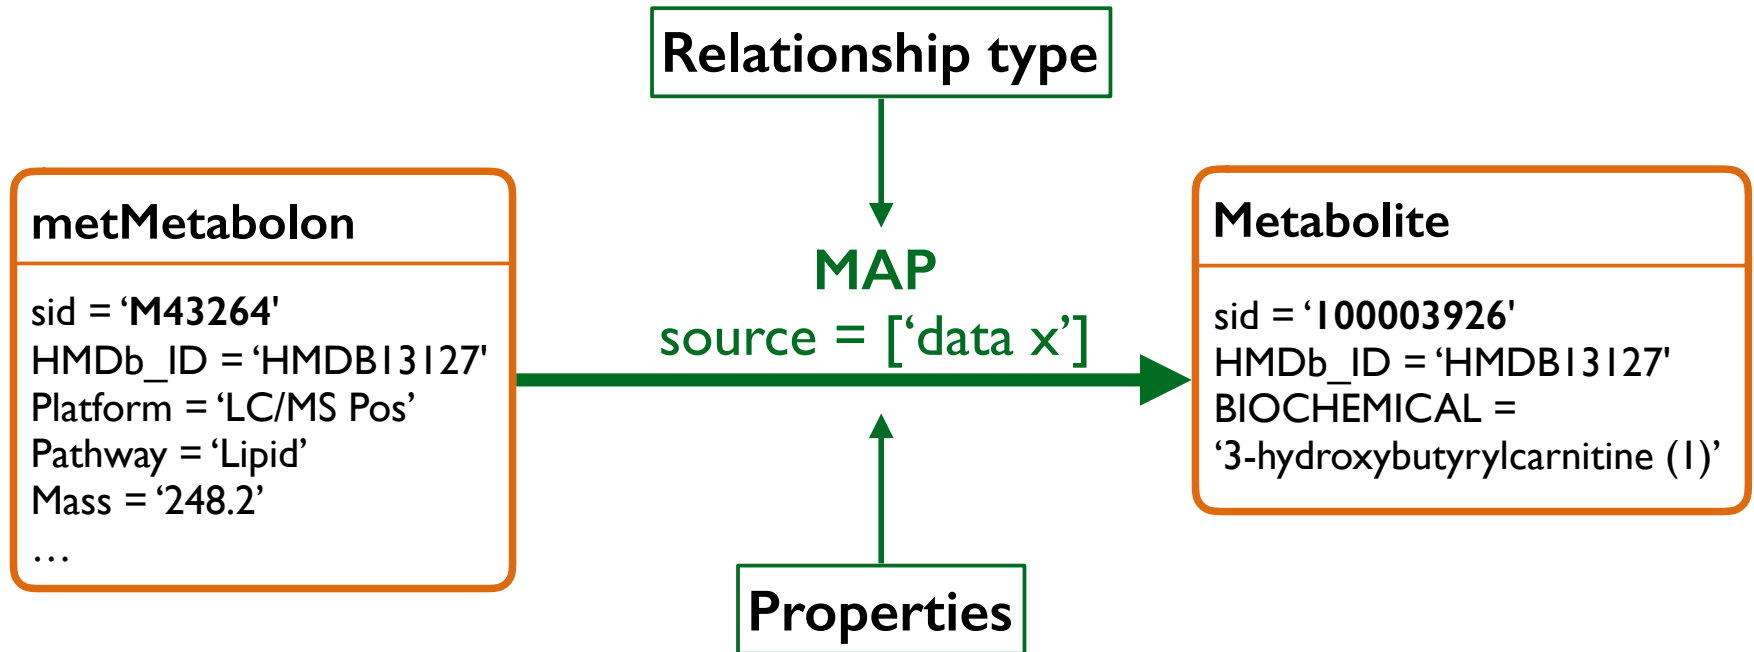 Relationship type
metMetabolon
sid = ‘M43264'
HMDb_ID = ‘HMDB13127'
Platform = ‘LC/MS Pos’
Pathway = ‘Lipid’
Mass = ‘248.2’
…
MAP
source = [‘data x’]
Metabolite
sid = ‘100003926'
HMDb_ID = ‘HMDB13127'
BIOCHEMICAL =
‘3-hydroxybutyrylcarnitine (1)’
Properties